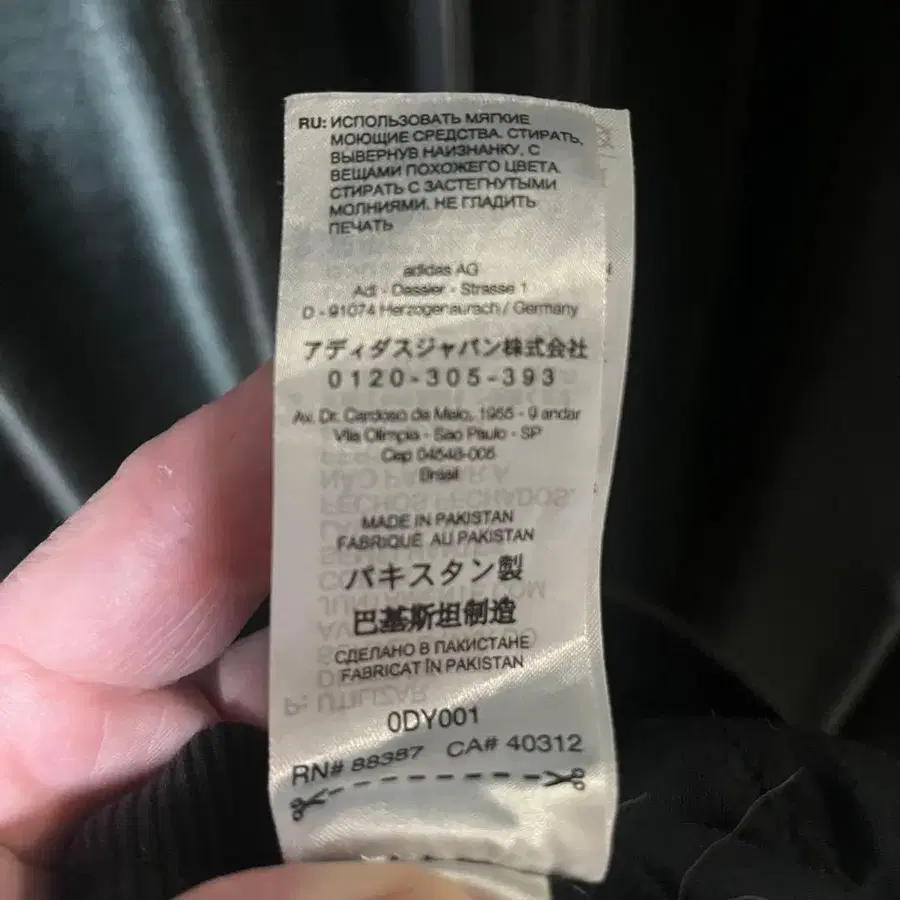 RU: ИСПОЛЬЗОВАТЬ МЯГКИЕ
МОЮЩИЕ СРЕДСТВА. СТИРАТЬ,
ВЫВЕРНУВ НАИЗНАНКУ, С
ВЕЩАМИ ПОХОЖЕГО ЦВЕТА.
СТИРАТЬ С ЗАСТЕГНУТЫМИ
МОЛНИЯМИ. НЕ ГЛАДИТЬ
ПЕЧАТЬ
adidas AG
Adi - Dassler - Strasse 1
D - 91074 Herzogenaurach / Germany
アディダスジャパン株式会社
0120-305-393
Av. Dr. Cardoso de Melo, 1955 - 9 andar
Vila Olimpia - Sao Paulo - SP
Cep 04548-005
Brasil
MADE IN PAKISTAN
FABRIQUÉ AU PAKISTAN
パキスタン製
巴基斯坦制造
СДЕЛАНО В ПАКИСТАНЕ
FABRICAT ÎN PAKISTAN
0DY001
RN# 88387 CA# 40312